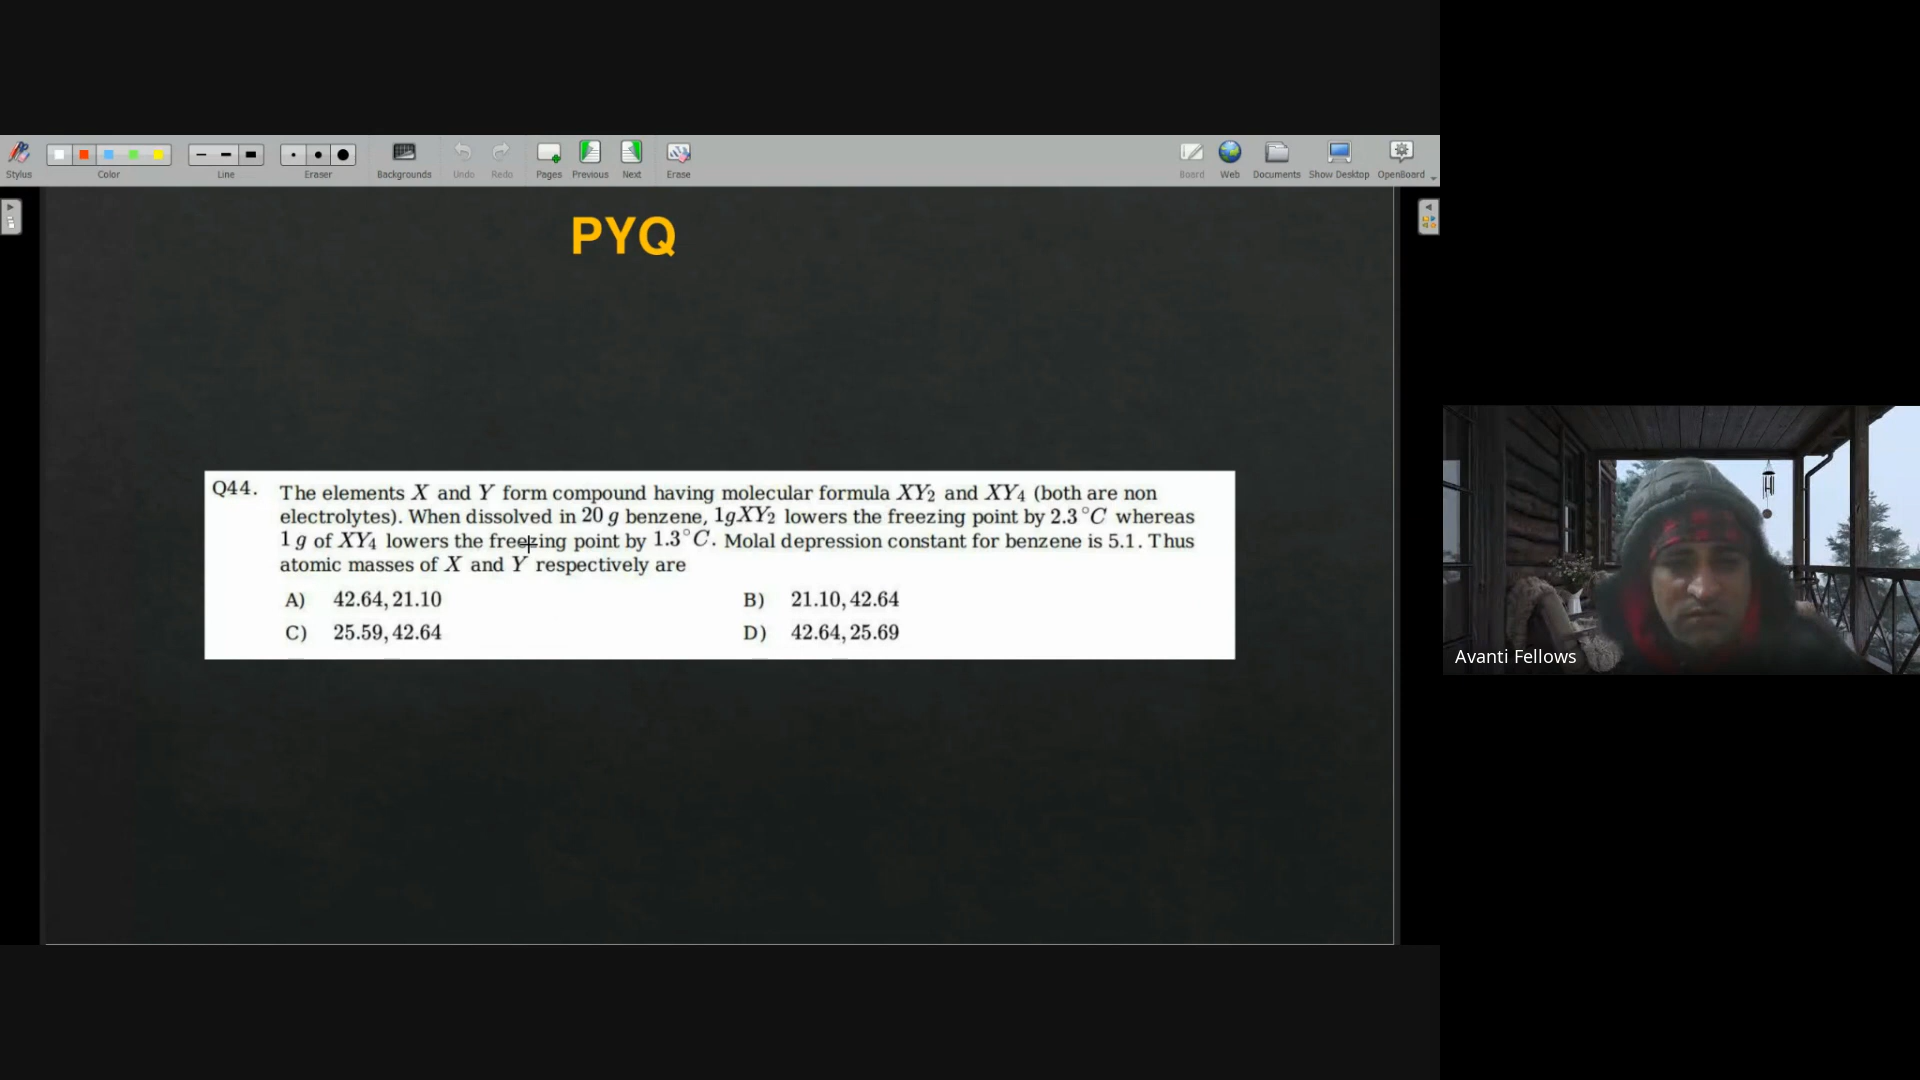 Stylus
Color
Line
Eraser
Backgrounds
Undo
Redo
Pages
Previous
Next
Erase
Board
Web
Documents
Show Desktop
OpenBoard
PYQ
Q44. The elements X and Y form compound having molecular formula XY₂ and XY₄ (both are non
electrolytes). When dissolved in 20 g benzene, 1gXY₂ lowers the freezing point by 2.3°C whereas
1 g of XY₄ lowers the freezing point by 1.3°C. Molal depression constant for benzene is 5.1. Thus
atomic masses of X and Y respectively are
A) 42.64, 21.10 B) 21.10, 42.64
C) 25.59, 42.64 D) 42.64, 25.69
Avanti Fellows